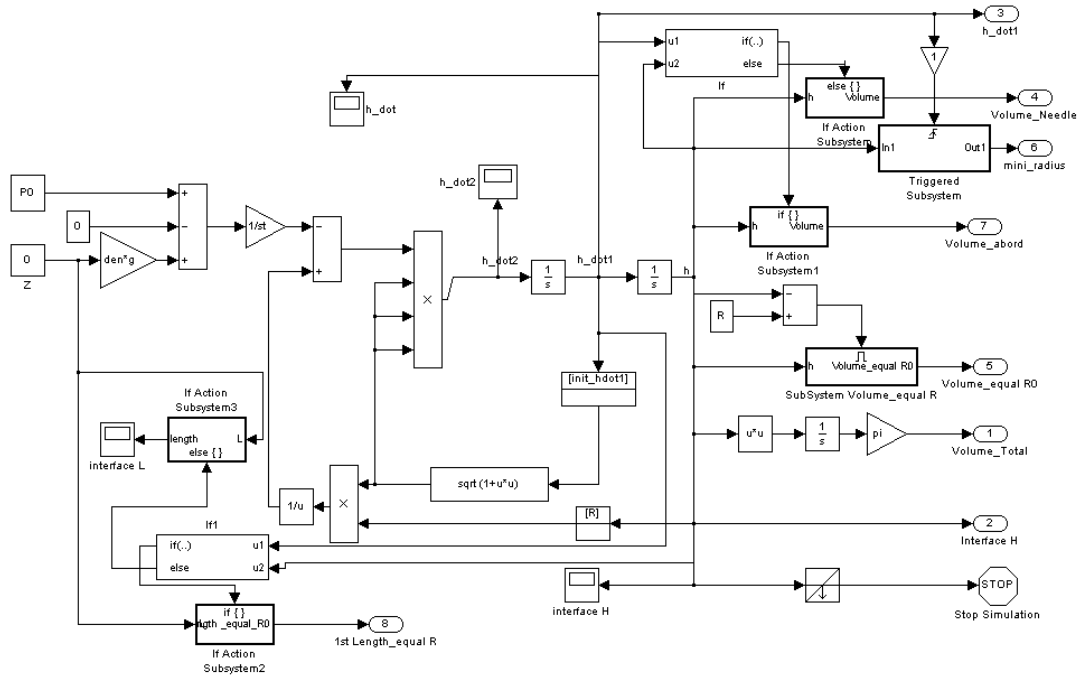 3
h_dot1
u1
if(..)
u2
else
If
1
h_dot
else { }
h
Volume
If Action
Subsystem
4
Volume_Needle
In1
Out1
Triggered
Subsystem
6
mini_radius
h_dot2
P0
+
0
-
den*g
+
0
Z
1/st
-
+
×
h_dot2
1
s
h_dot1
1
s
h
if { }
h
Volume
If Action
Subsystem1
7
Volume_abord
-
R
+
h
Volume_equal R0
SubSystem Volume_equal R
5
Volume_equal R0
[init_hdot1]
If Action
Subsystem3
length
L
else { }
interface L
u*u
1
s
pi
1
Volume_Total
sqrt (1+u*u)
1/u
×
[R]
2
Interface H
If1
if(..)
u1
else
u2
interface H
STOP
Stop Simulation
if { }
_equal_R0
If Action
Subsystem2
8
1st Length_equal R